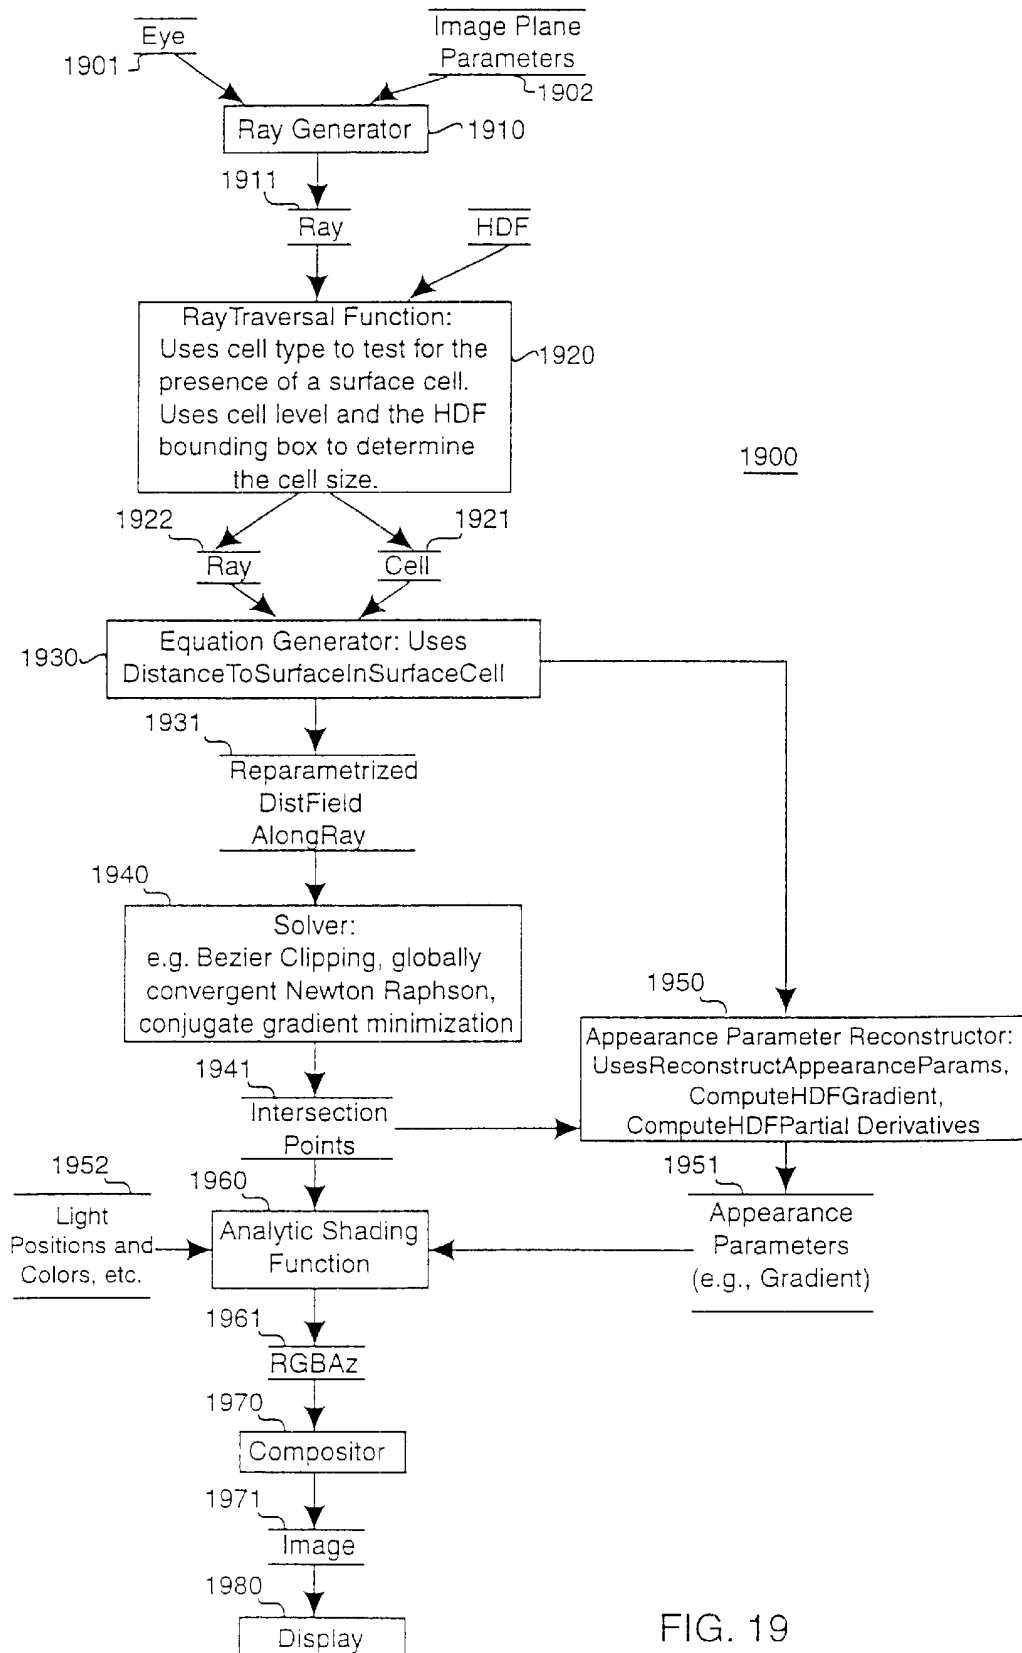 Eye
1901
Image Plane
Parameters
1902
Ray Generator
1910
1911
Ray
HDF
RayTraversal Function:
Uses cell type to test for the
presence of a surface cell.
Uses cell level and the HDF
bounding box to determine
the cell size.
1920
1900
1922
Ray
1921
Cell
Equation Generator: Uses
DistanceToSurfaceInSurfaceCell
1930
1931
Reparametrized
DistField
AlongRay
1940
Solver:
e.g. Bezier Clipping, globally
convergent Newton Raphson,
conjugate gradient minimization
1950
Appearance Parameter Reconstructor:
UsesReconstructAppearanceParams,
ComputeHDFGradient,
ComputeHDFPartial Derivatives
1941
Intersection
Points
1952
Light
Positions and
Colors, etc.
1960
Analytic Shading
Function
1951
Appearance
Parameters
(e.g., Gradient)
1961
RGBAz
1970
Compositor
1971
Image
1980
Display
FIG. 19